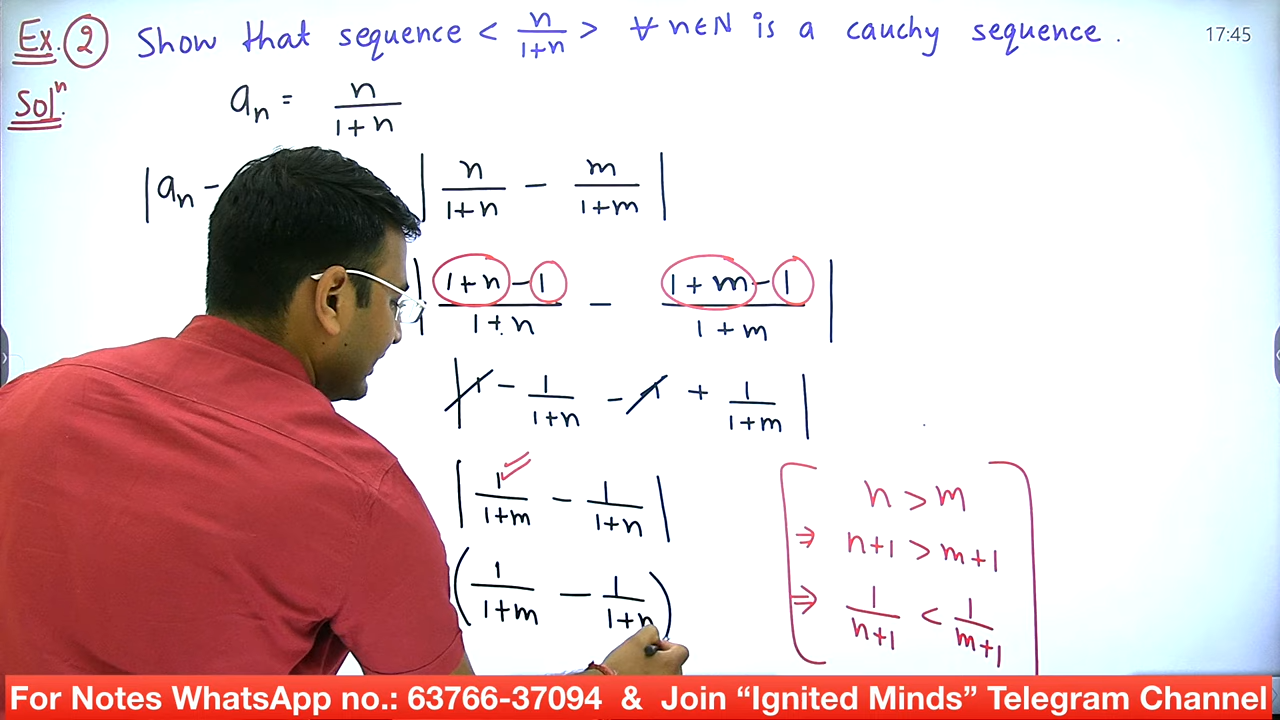 Ex. 2 Show that sequence < n/1+n > ∀ n∈N is a cauchy sequence.
17:45
Solⁿ. aₙ = n/1+n
|aₙ - | n/1+n - m/1+m |
| 1+n-1/1+n - 1+m-1/1+m |
| 1 - 1/1+n - 1 + 1/1+m |
| 1/1+m - 1/1+n |
( 1/1+m - 1/1+n )
n > m
⇒ n+1 > m+1
⇒ 1/n+1 < 1/m+1
For Notes WhatsApp no.: 63766-37094 & Join “Ignited Minds” Telegram Channel